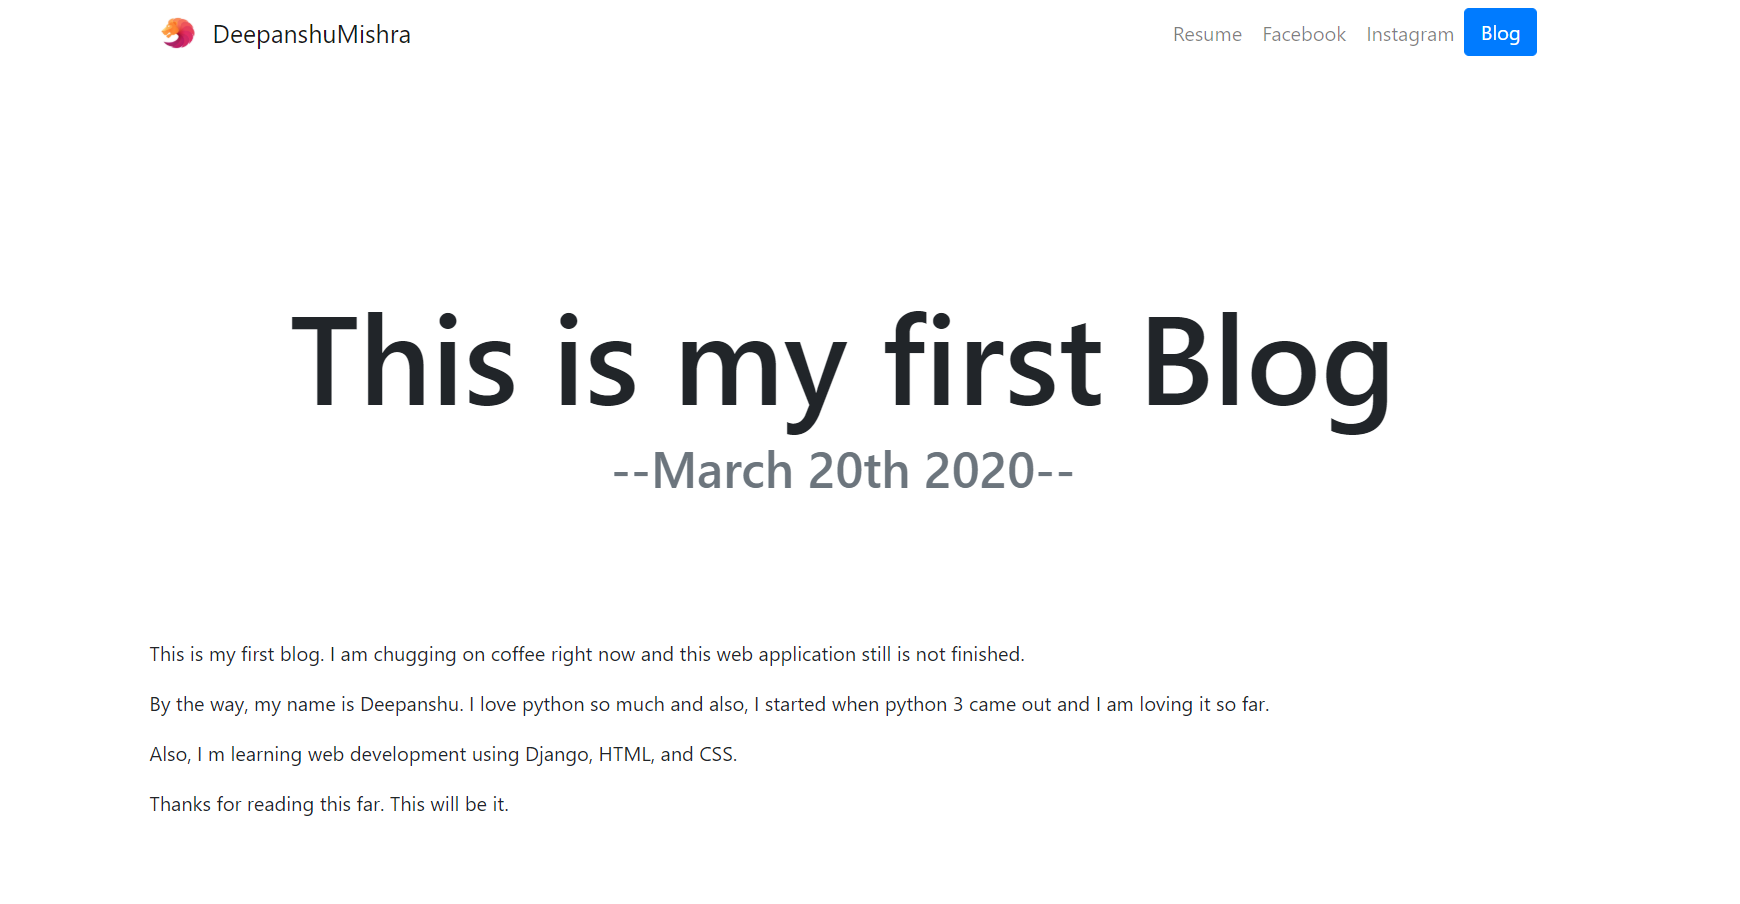 DeepanshuMishra
Resume Facebook Instagram Blog
This is my first Blog
--March 20th 2020--
This is my first blog. I am chugging on coffee right now and this web application still is not finished.
By the way, my name is Deepanshu. I love python so much and also, I started when python 3 came out and I am loving it so far.
Also, I m learning web development using Django, HTML, and CSS.
Thanks for reading this far. This will be it.